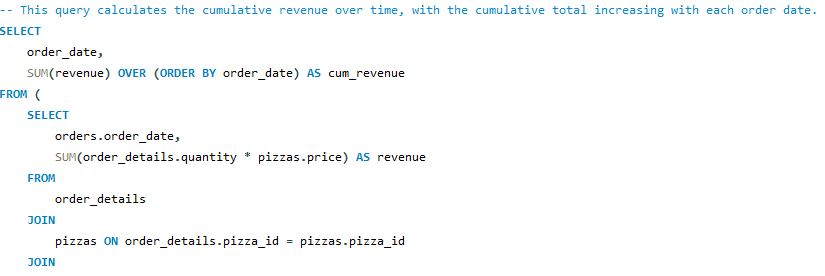 -- This query calculates the cumulative revenue over time, with the cumulative total increasing with each order date.
SELECT
    order_date,
    SUM(revenue) OVER (ORDER BY order_date) AS cum_revenue
FROM (
    SELECT
        orders.order_date,
        SUM(order_details.quantity * pizzas.price) AS revenue
    FROM
        order_details
    JOIN
        pizzas ON order_details.pizza_id = pizzas.pizza_id
    JOIN